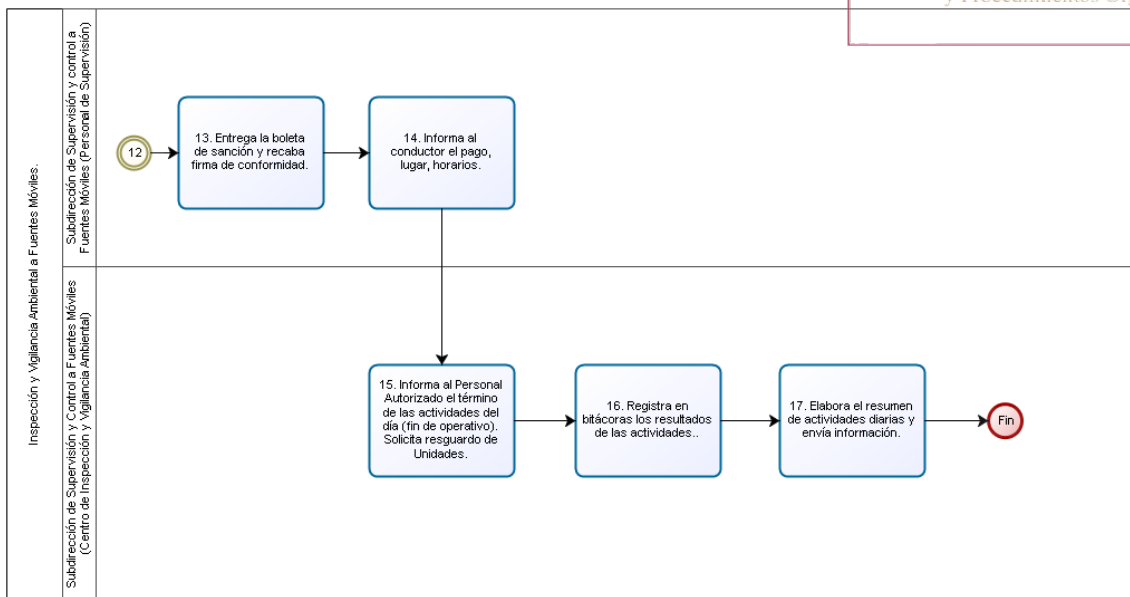 y Procedimientos
Inspección y Vigilancia Ambiental a Fuentes Móviles.
Subdirección de Supervisión y control a
Fuentes Móviles (Personal de Supervisión)
12
13. Entrega la boleta
de sanción y recaba
firma de conformidad.
14. Informa al
conductor el pago,
lugar, horarios.
Subdirección de Supervisión y Control a Fuentes Móviles
(Centro de Inspección y Vigilancia Ambiental)
15. Informa al Personal
Autorizado el término
de las actividades del
día (fin de operativo).
Solicita resguardo de
Unidades.
16. Registra en
bitácoras los resultados
de las actividades..
17. Elabora el resumen
de actividades diarias y
envía información.
Fin